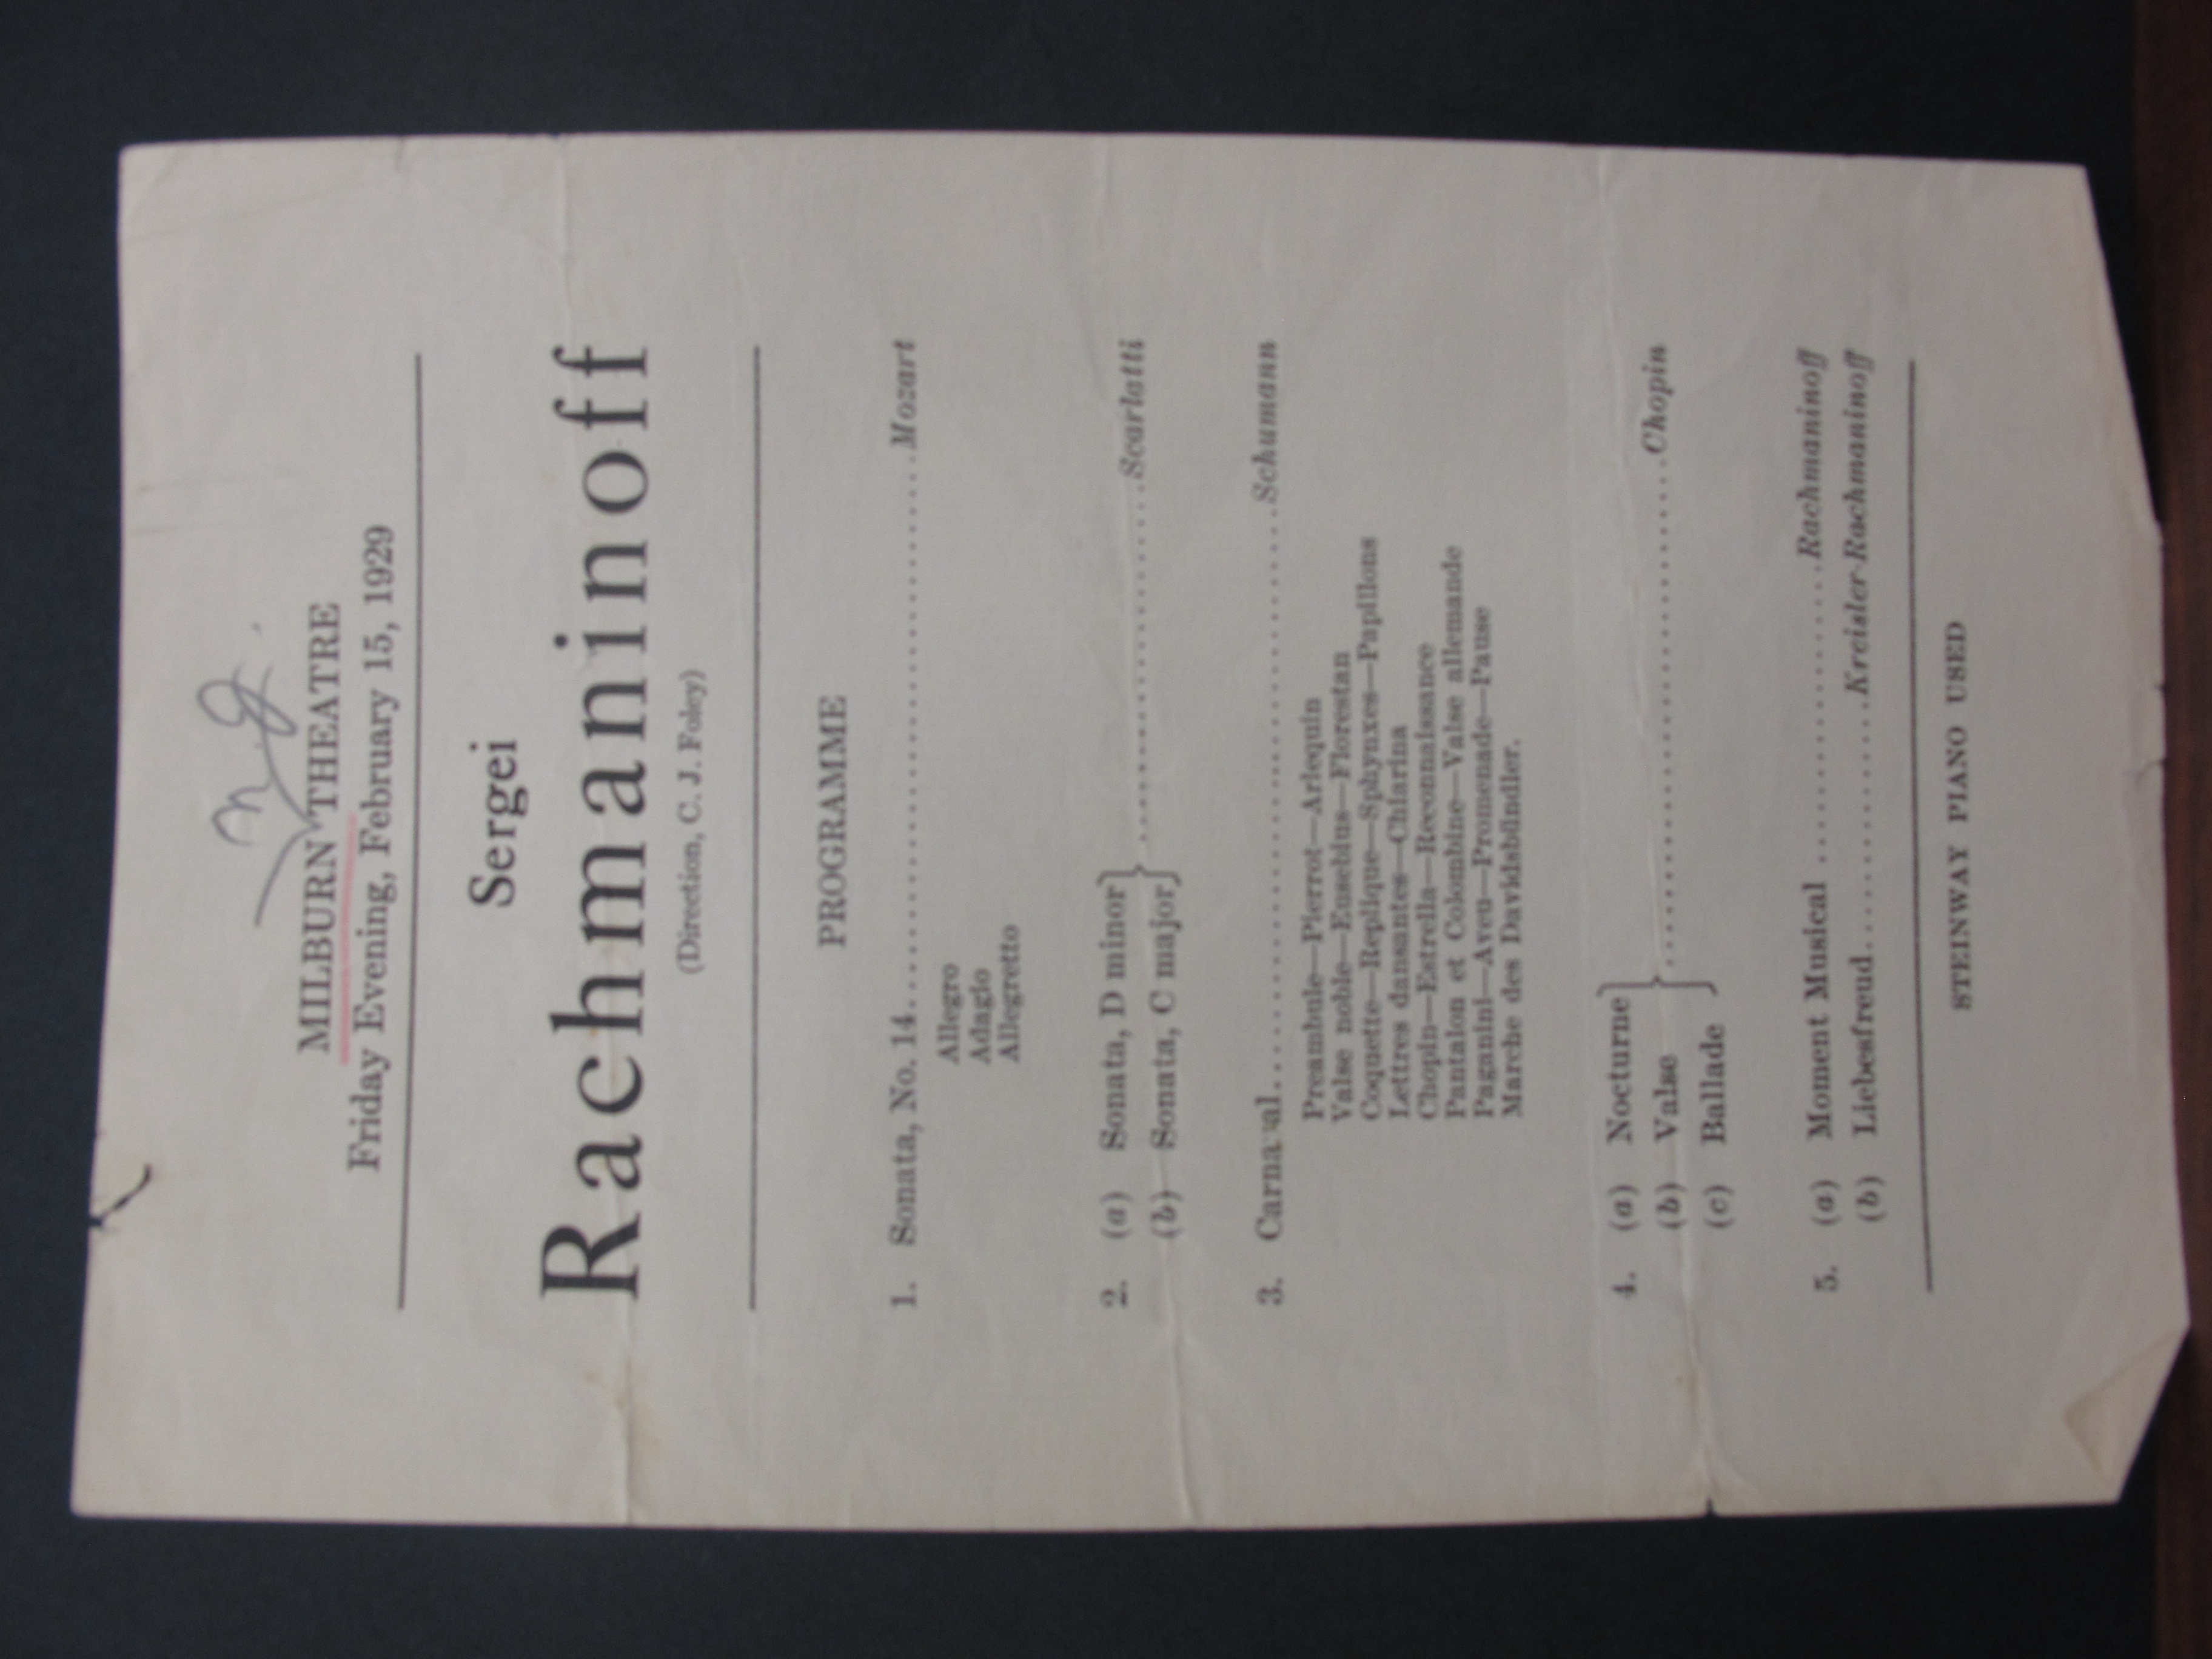 n.g.
MILBURN THEATRE
Friday Evening, February 15, 1929
Sergei
Rachmaninoff
(Direction, C. J. Foley)
PROGRAMME
1. Sonata, No. 14 Mozart
Allegro
Adagio
Allegretto
2. (a) Sonata, D minor
(b) Sonata, C major Scarlatti
3. Carnaval Schumann
Preambule—Pierrot—Arlequin
Valse noble—Eusebius—Florestan
Coquette—Replique—Sphynxes—Papillons
Lettres dansantes—Chiarina
Chopin—Estrella—Reconnaissance
Pantalon et Colombine—Valse allemande
Paganini—Aveu—Promenade—Pause
Marche des Davidsbündler.
4. (a) Nocturne
(b) Valse Chopin
(c) Ballade
5. (a) Moment Musical Rachmaninoff
(b) Liebesfreud Kreisler-Rachmaninoff
STEINWAY PIANO USED